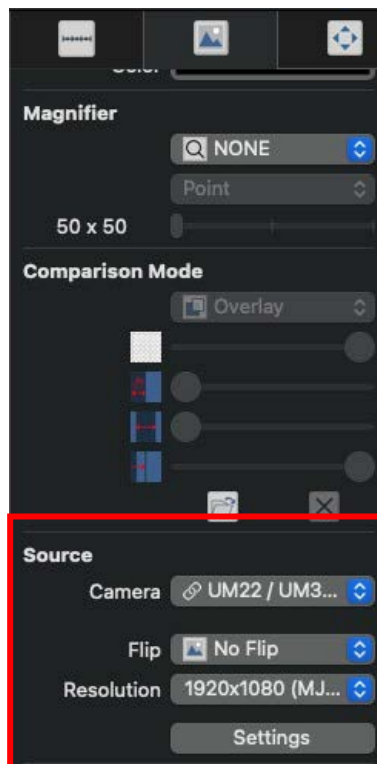 Color
Magnifier
NONE
Point
50 x 50
Comparison Mode
Overlay
Source
Camera UM22 / UM3...
Flip No Flip
Resolution 1920x1080 (MJ...
Settings